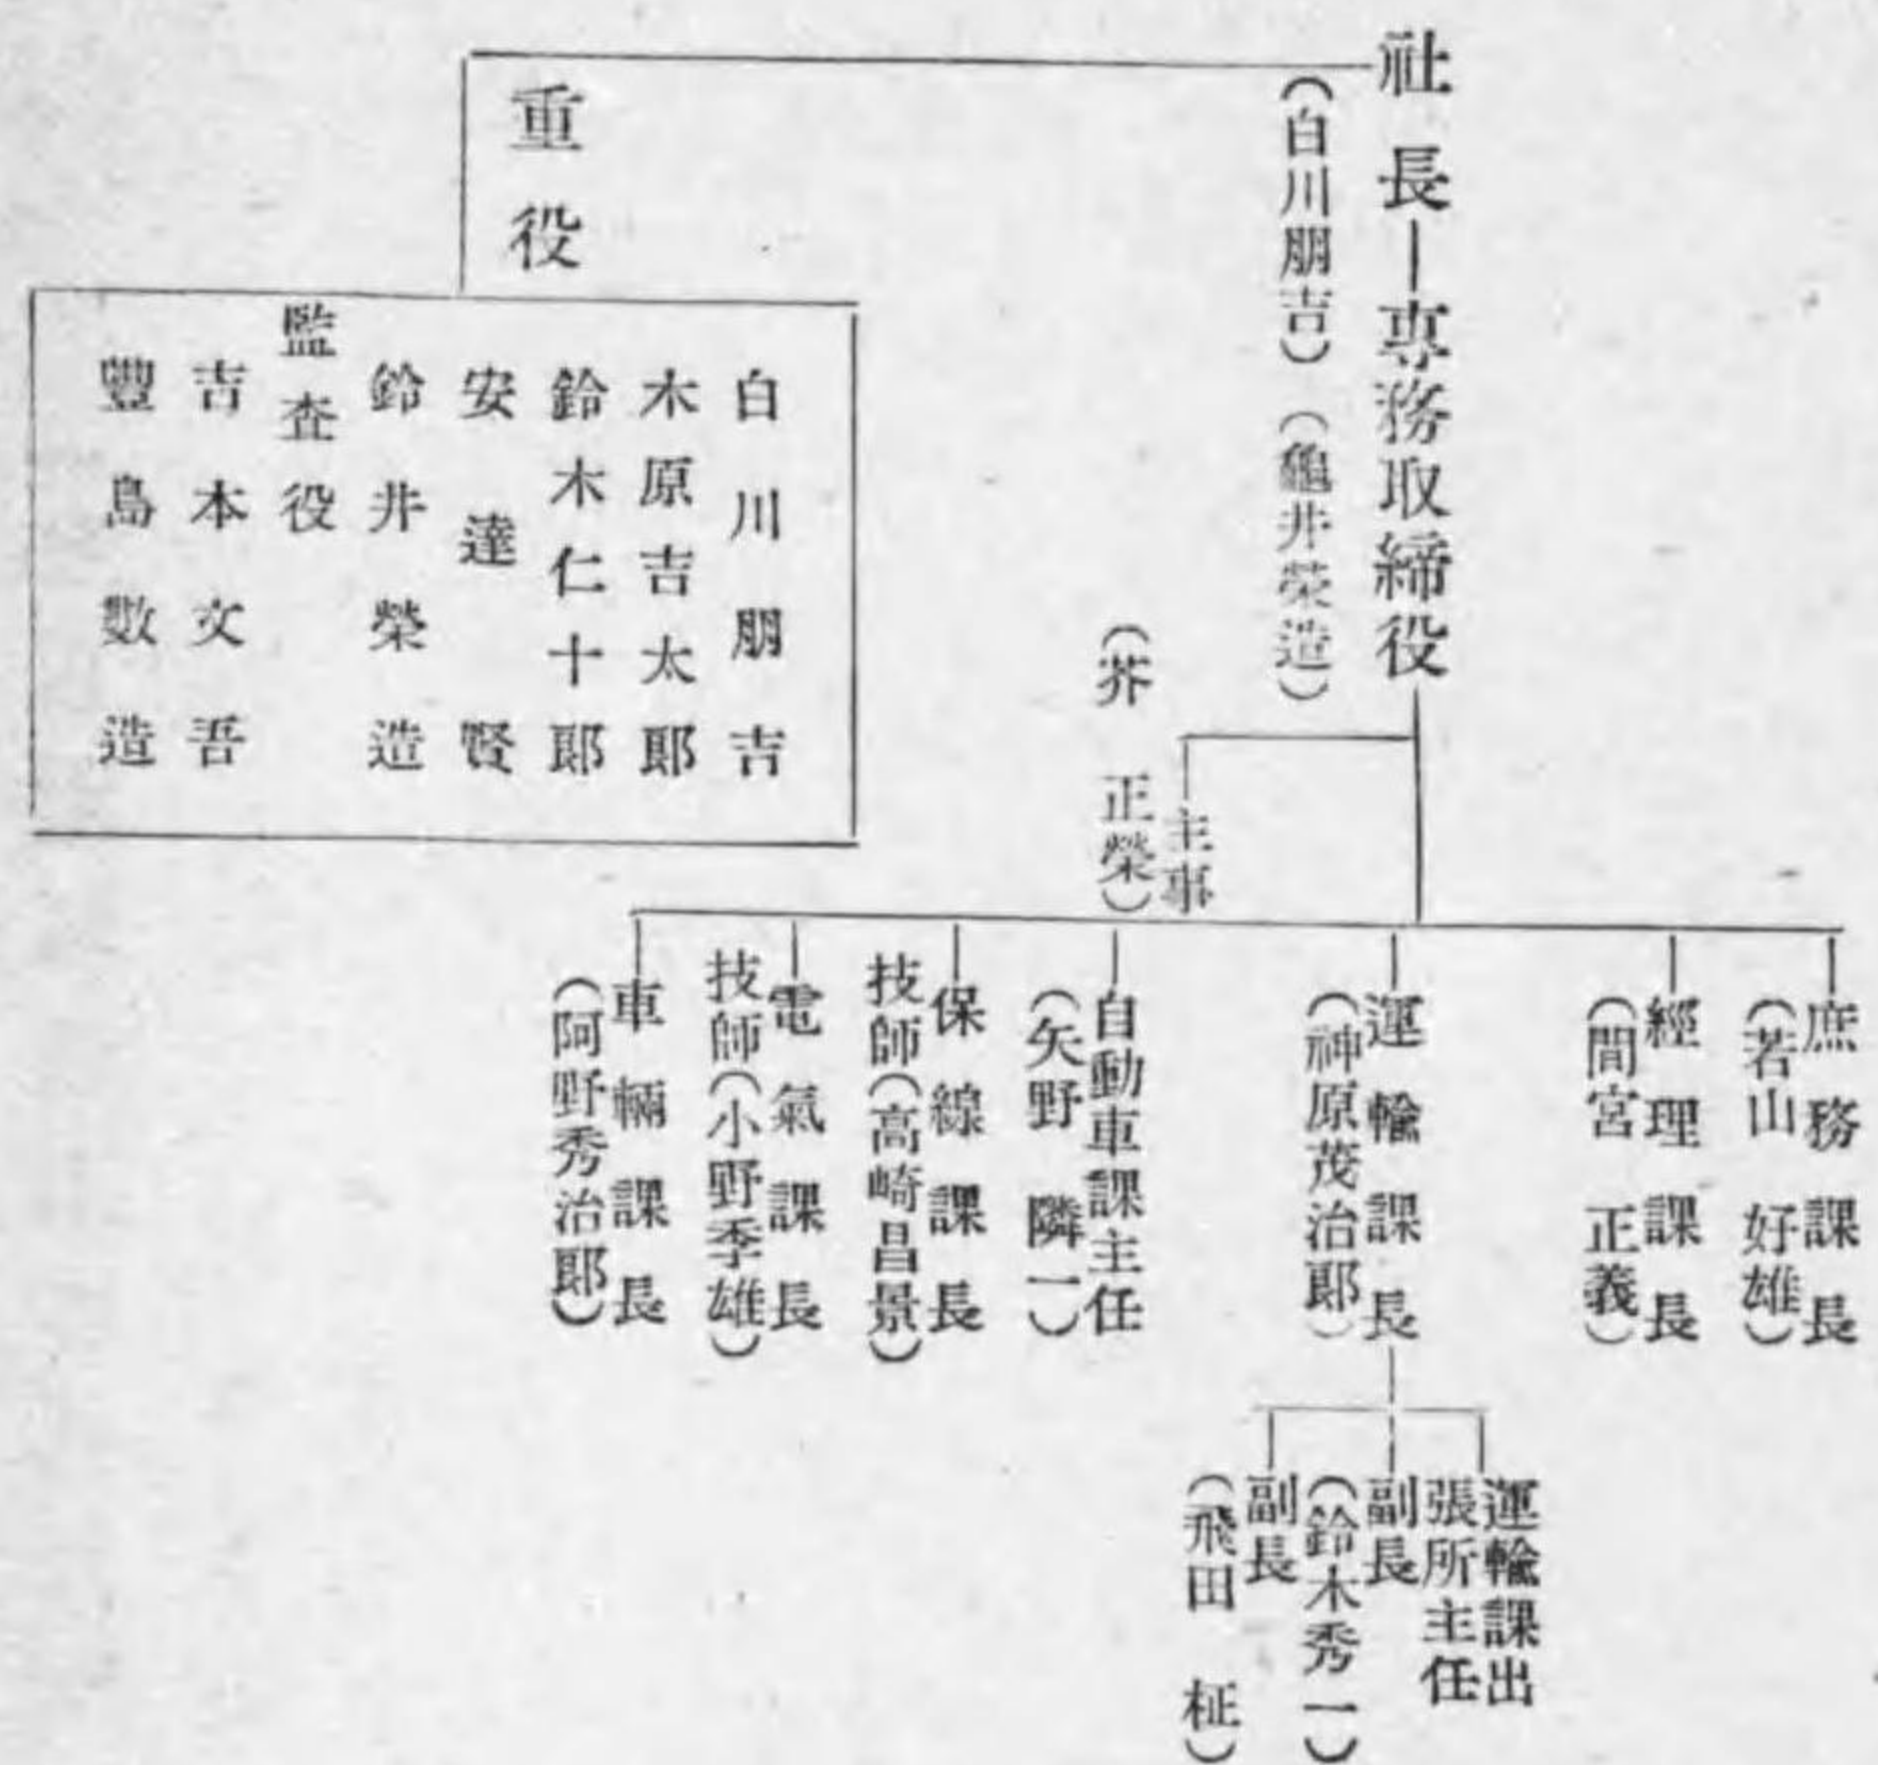 社長―専務取締役
(白川朋吉)(龜井榮造)
重役
白川朋吉
木原吉太郎
鈴木仁十郎
安達賢
鈴井榮造
監査役
吉本文吾
豐島数造
主事
(芥 正榮)
庶務課長
(若山 好雄)
經理課長
(間宮 正義)
運輸課長
(神原茂治郎)
運輸課出
張所主任
副長
(鈴木秀一)
副長
(飛田 柾)
自動車課主任
(矢野 隣一)
保線課長
技師(高崎昌景)
電氣課長
技師(小野季雄)
車輛課長
(阿野秀治郎)